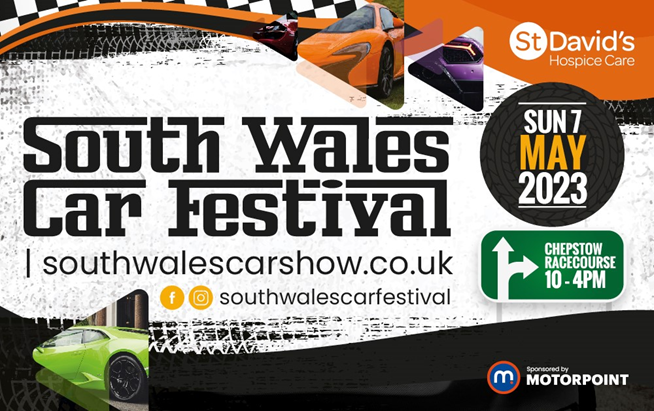 St David's
Hospice Care
South Wales
Car Festival
| southwalescarshow.co.uk
southwalescarfestival
SUN 7
MAY
2023
CHEPSTOW
RACECOURSE
10 - 4PM
Sponsored by
MOTORPOINT